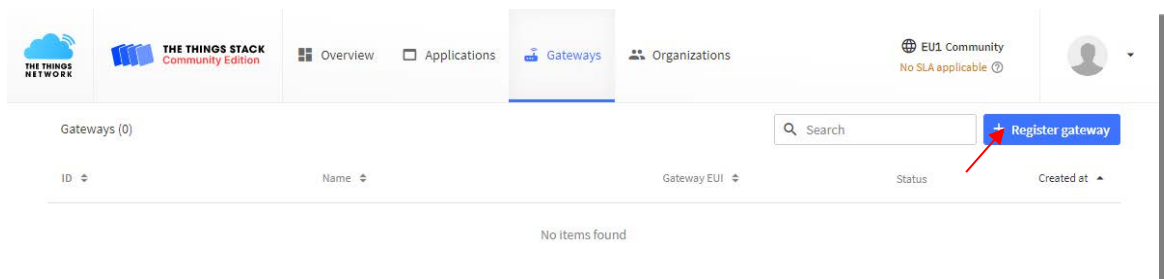 THE THINGS
NETWORK
THE THINGS STACK
Community Edition
Overview
Applications
Gateways
Organizations
EU1 Community
No SLA applicable
Gateways (0)
Search
+ Register gateway
ID
Name
Gateway EUI
Status
Created at
No items found